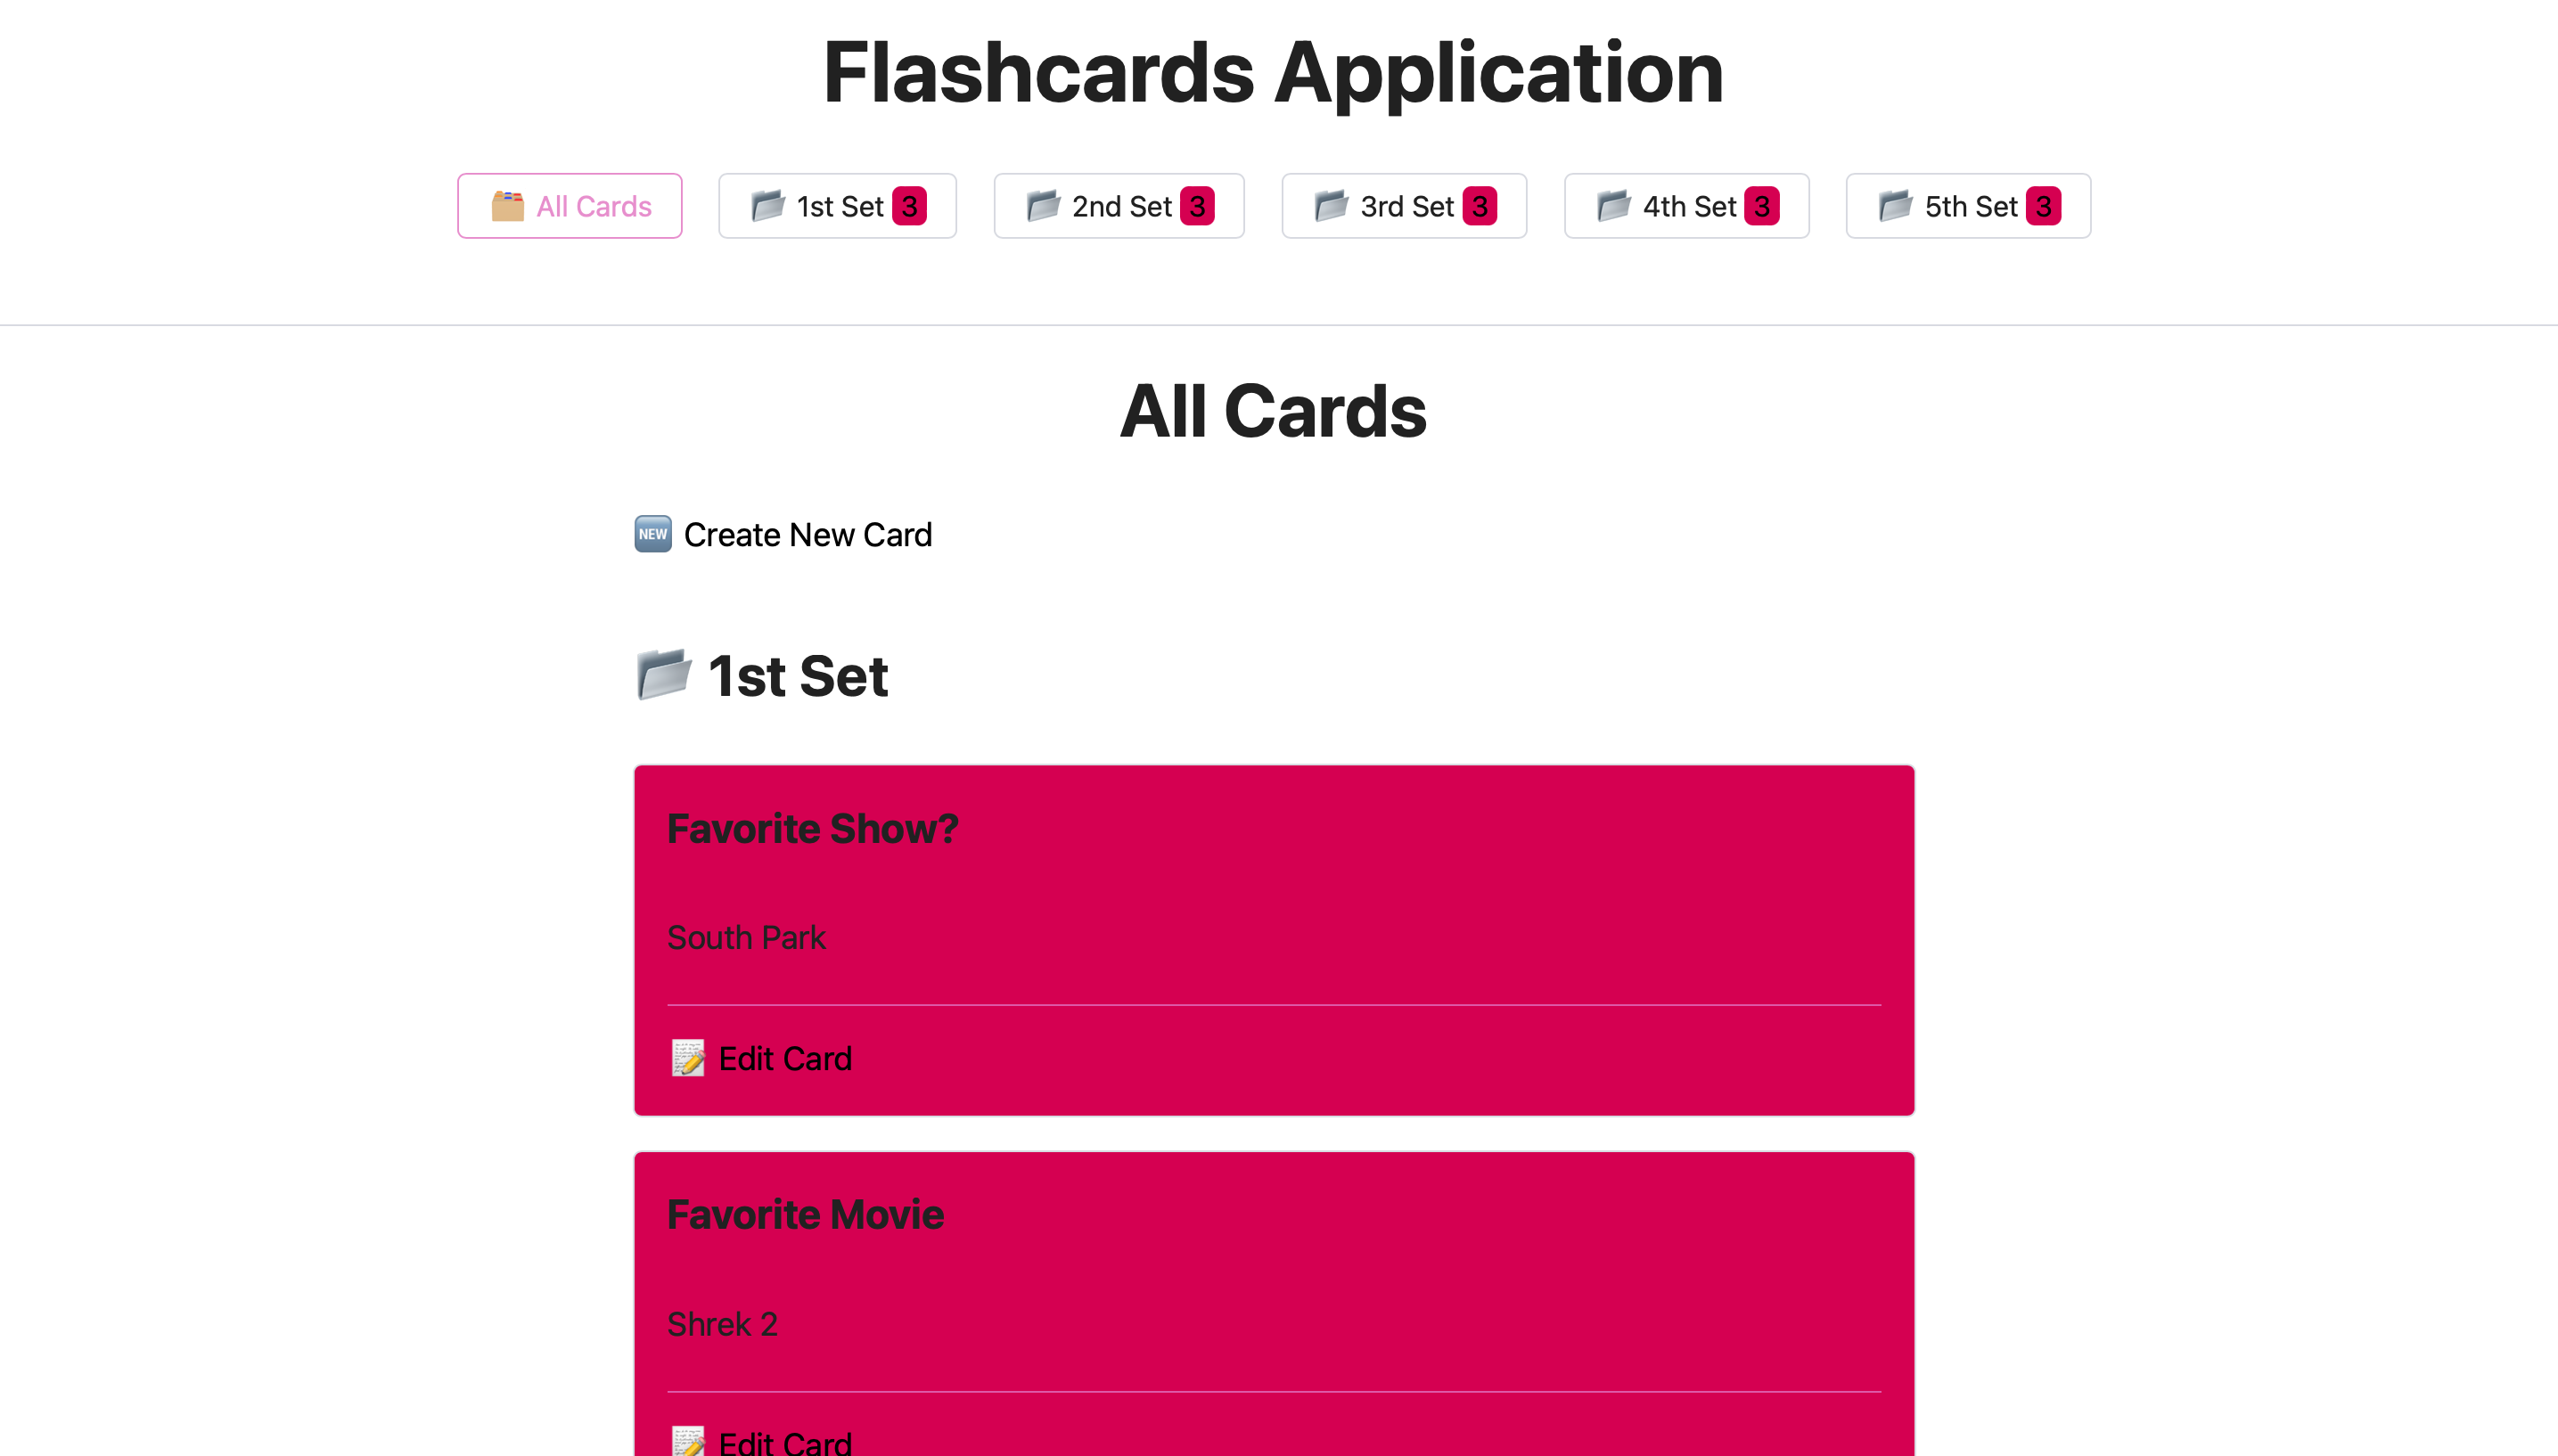 Flashcards Application
All Cards 1st Set 3 2nd Set 3 3rd Set 3 4th Set 3 5th Set 3
All Cards
NEW Create New Card
1st Set
Favorite Show?
South Park
Edit Card
Favorite Movie
Shrek 2
Edit Card